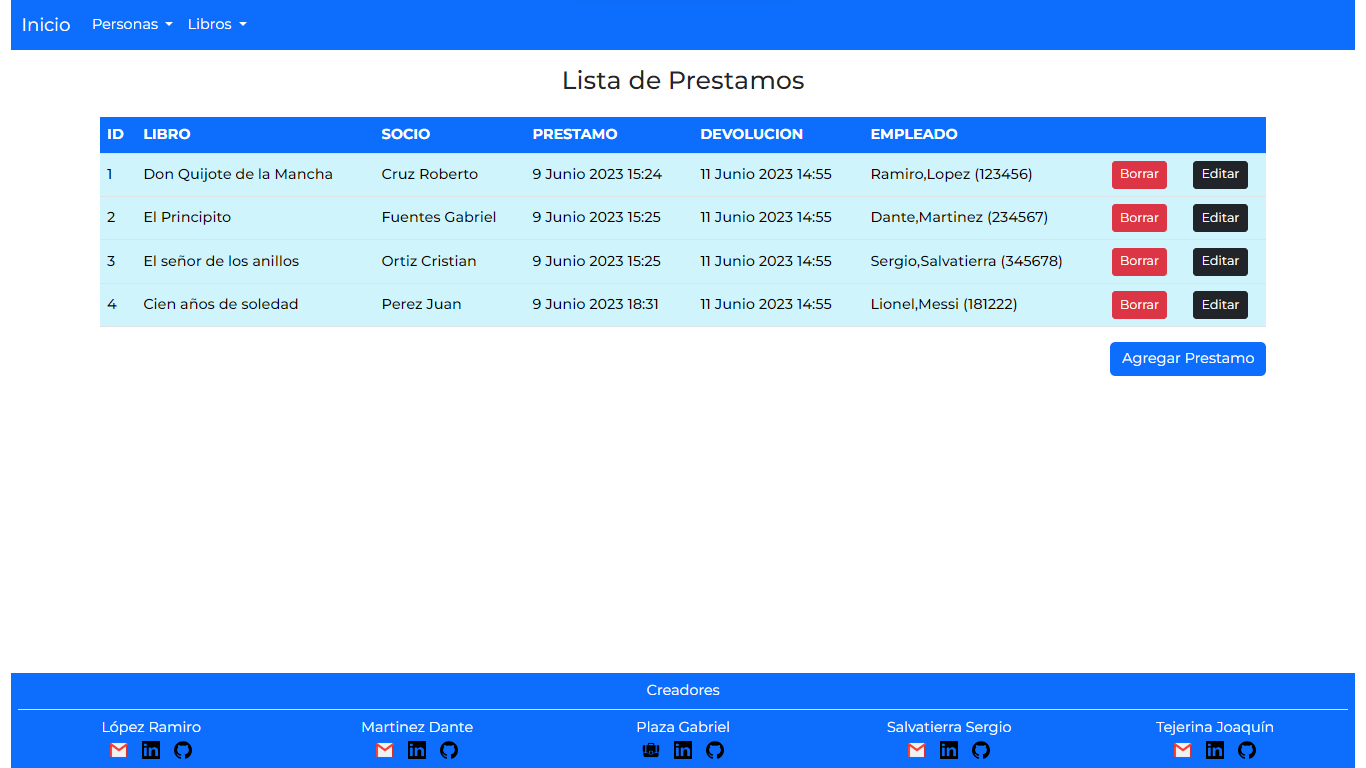 Inicio Personas Libros
Lista de Prestamos
ID LIBRO SOCIO PRESTAMO DEVOLUCION EMPLEADO
1 Don Quijote de la Mancha Cruz Roberto 9 Junio 2023 15:24 11 Junio 2023 14:55 Ramiro,Lopez (123456) Borrar Editar
2 El Principito Fuentes Gabriel 9 Junio 2023 15:25 11 Junio 2023 14:55 Dante,Martinez (234567) Borrar Editar
3 El señor de los anillos Ortiz Cristian 9 Junio 2023 15:25 11 Junio 2023 14:55 Sergio,Salvatierra (345678) Borrar Editar
4 Cien años de soledad Perez Juan 9 Junio 2023 18:31 11 Junio 2023 14:55 Lionel,Messi (181222) Borrar Editar
Agregar Prestamo
Creadores
López Ramiro Martinez Dante Plaza Gabriel Salvatierra Sergio Tejerina Joaquín